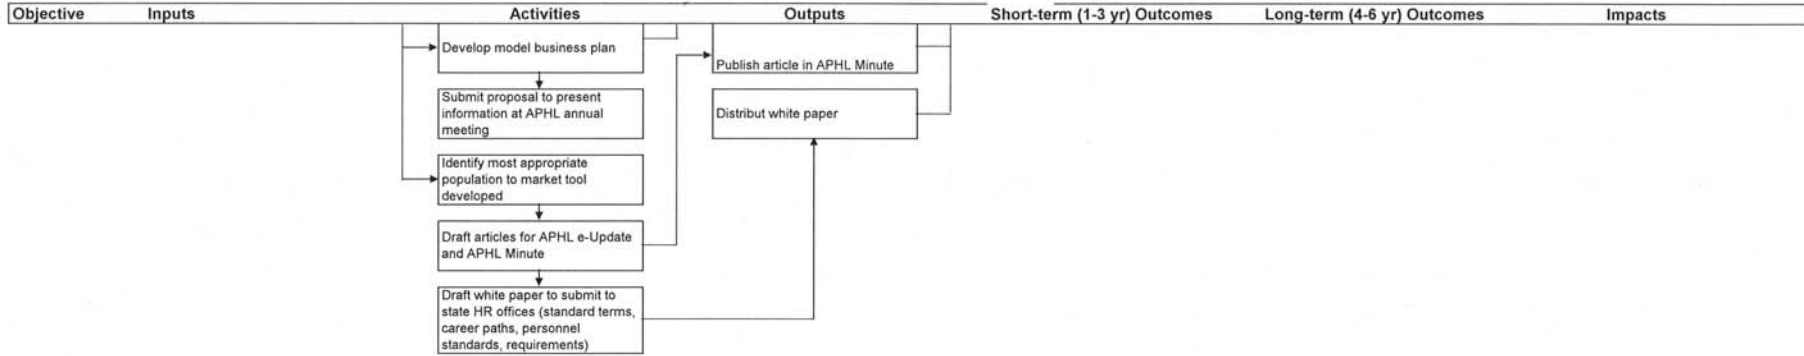 Objective Inputs Activities Outputs Short-term (1-3 yr) Outcomes Long-term (4-6 yr) Outcomes Impacts
Develop model business plan
Submit proposal to present
information at APHL annual
meeting
Identify most appropriate
population to market tool
developed
Draft articles for APHL e-Update
and APHL Minute
Draft white paper to submit to
state HR offices (standard terms,
career paths, personnel
standards, requirements)
Publish article in APHL Minute
Distribut white paper